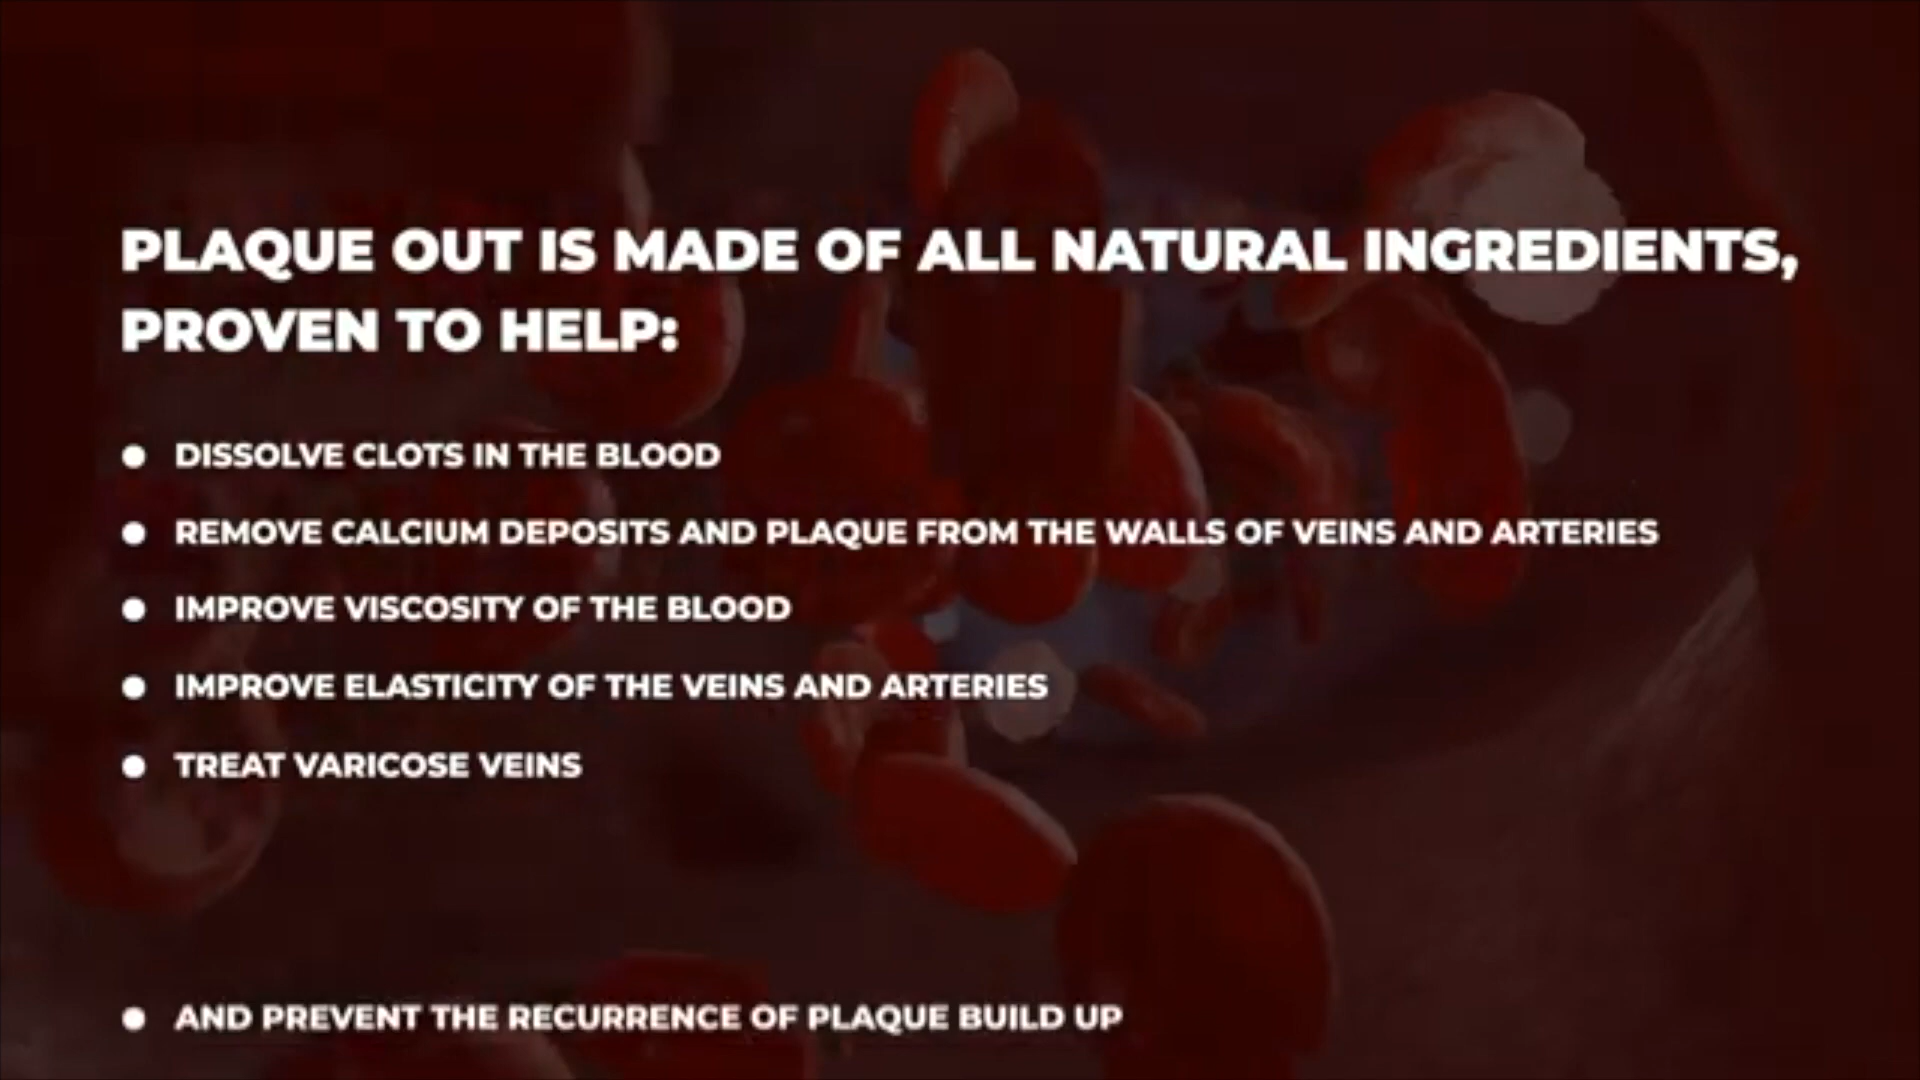 PLAQUE OUT IS MADE OF ALL NATURAL INGREDIENTS,
PROVEN TO HELP:
● DISSOLVE CLOTS IN THE BLOOD
● REMOVE CALCIUM DEPOSITS AND PLAQUE FROM THE WALLS OF VEINS AND ARTERIES
● IMPROVE VISCOSITY OF THE BLOOD
● IMPROVE ELASTICITY OF THE VEINS AND ARTERIES
● TREAT VARICOSE VEINS
● AND PREVENT THE RECURRENCE OF PLAQUE BUILD UP